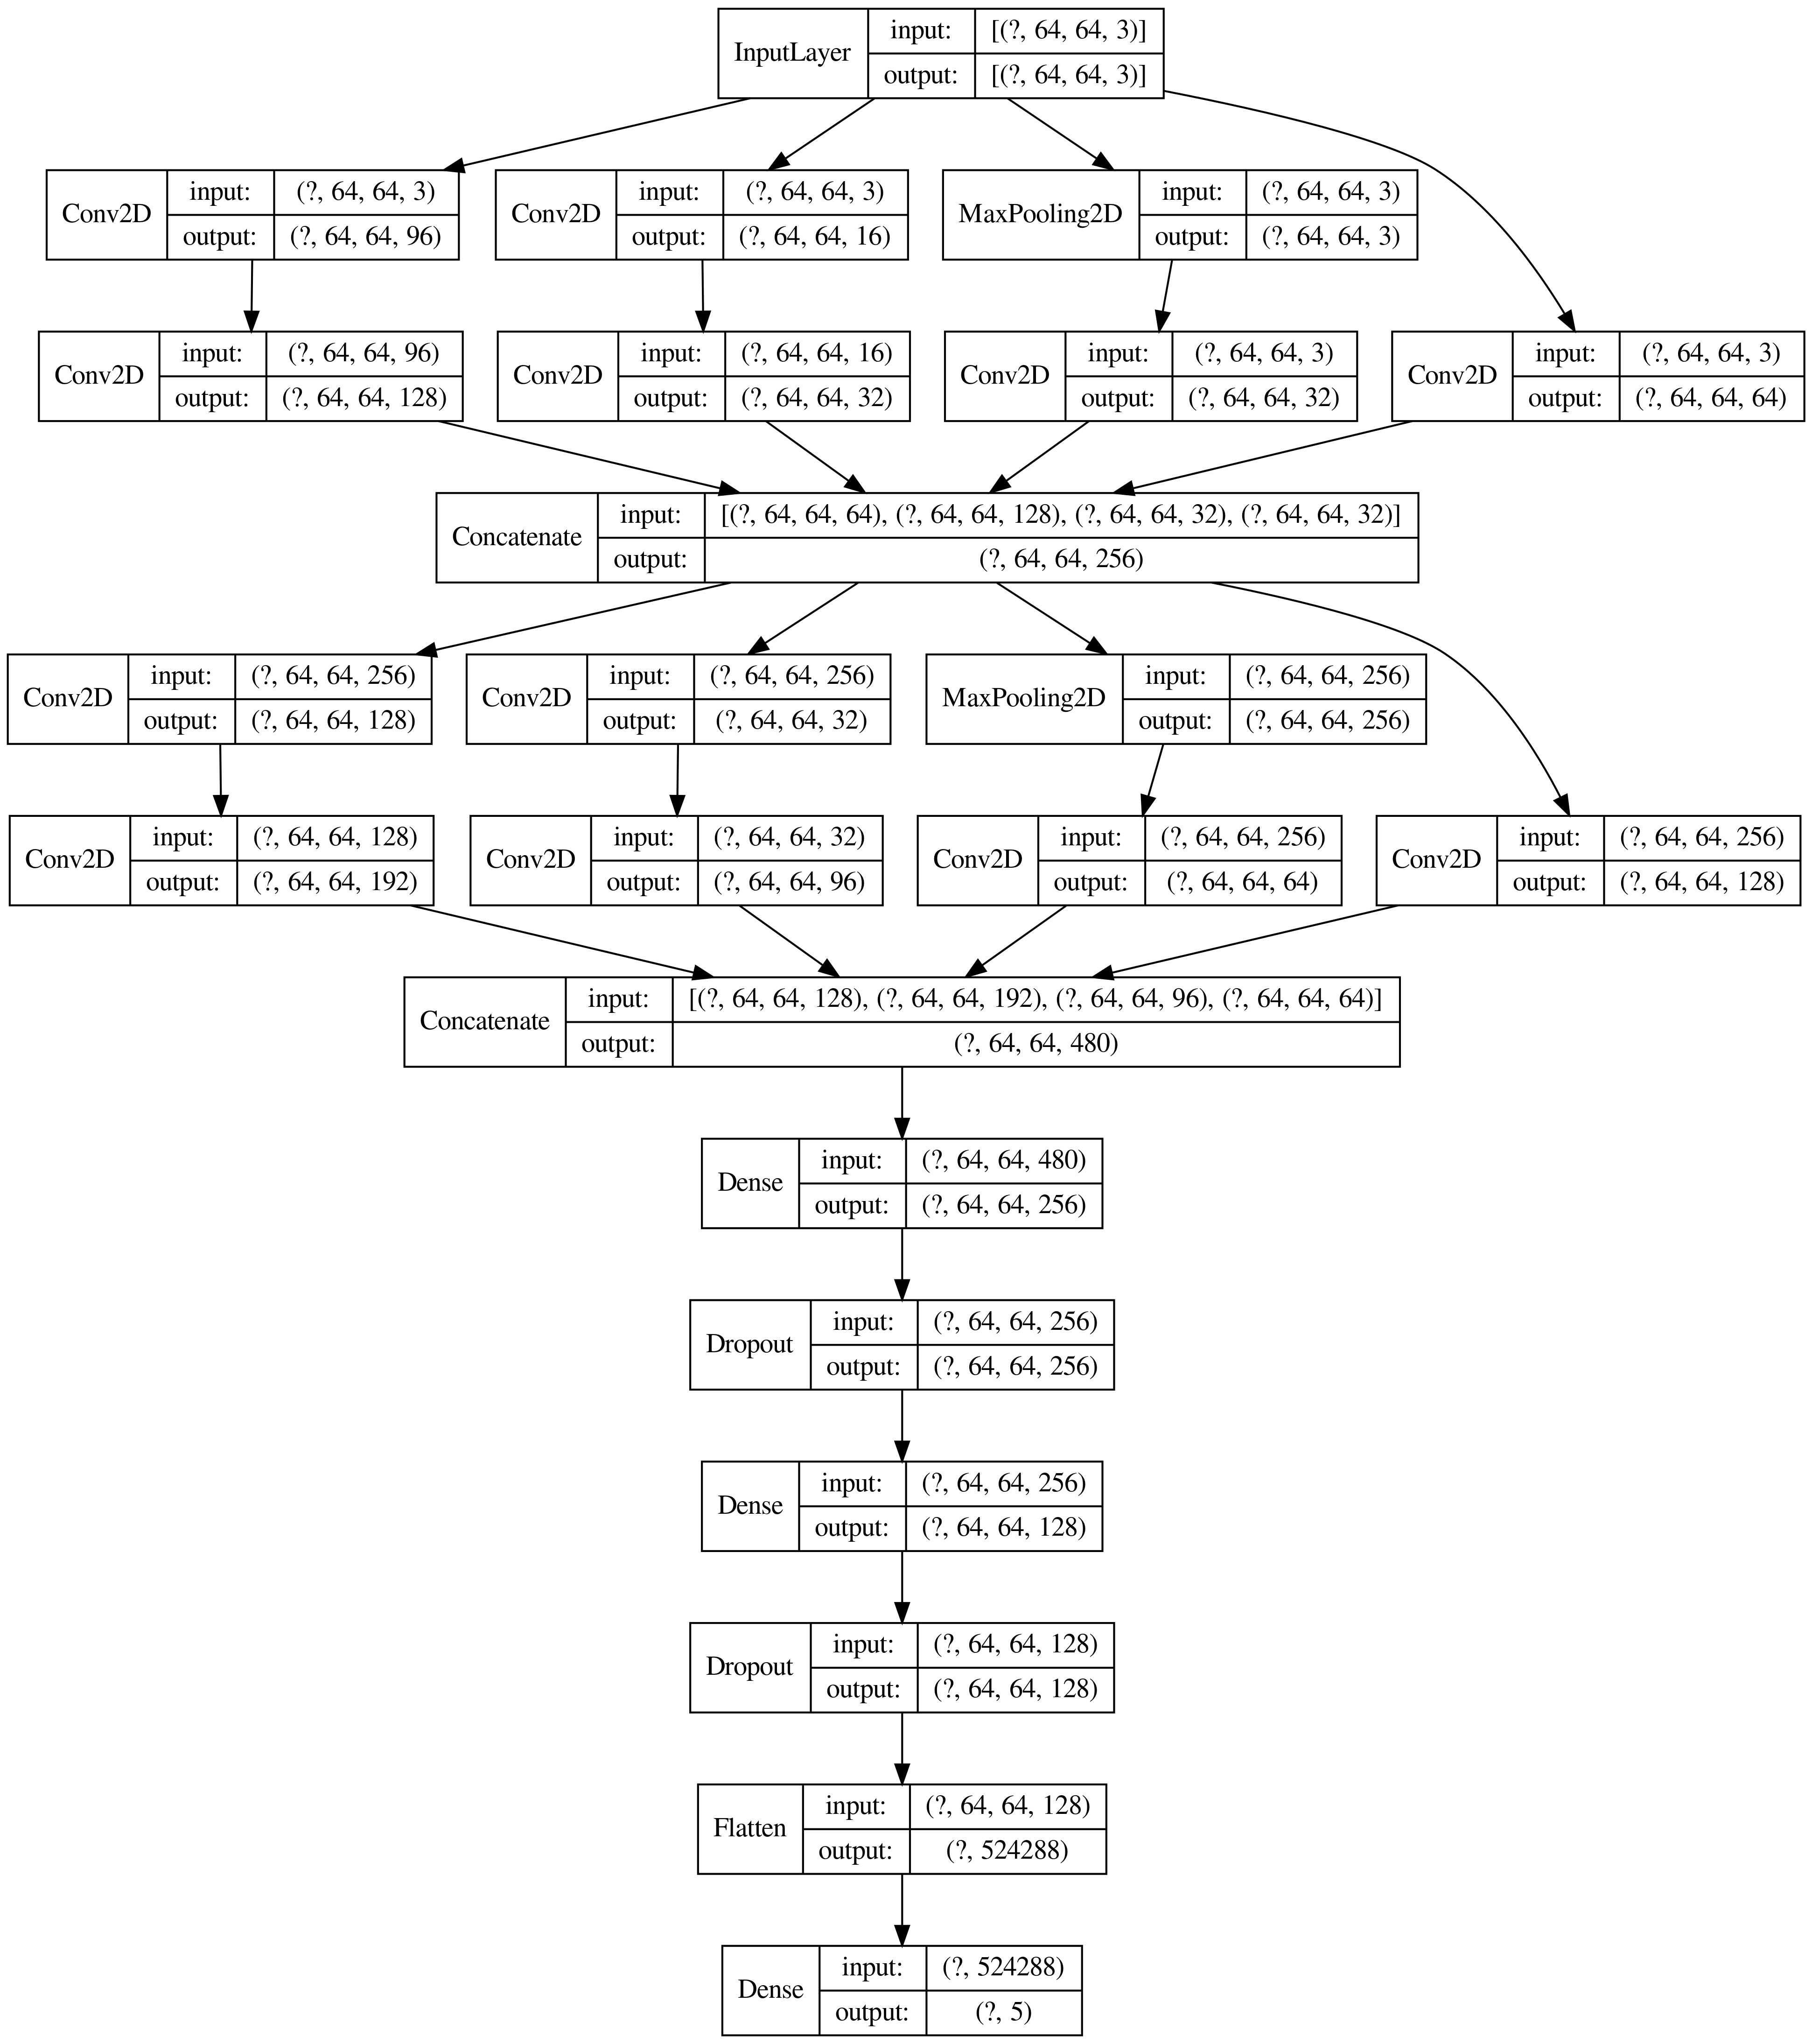 InputLayer
input: [(?, 64, 64, 3)]
output: [(?, 64, 64, 3)]
Conv2D
input: (?, 64, 64, 3)
output: (?, 64, 64, 96)
Conv2D
input: (?, 64, 64, 3)
output: (?, 64, 64, 16)
MaxPooling2D
input: (?, 64, 64, 3)
output: (?, 64, 64, 3)
Conv2D
input: (?, 64, 64, 96)
output: (?, 64, 64, 128)
Conv2D
input: (?, 64, 64, 16)
output: (?, 64, 64, 32)
Conv2D
input: (?, 64, 64, 3)
output: (?, 64, 64, 32)
Conv2D
input: (?, 64, 64, 3)
output: (?, 64, 64, 64)
Concatenate
input: [(?, 64, 64, 64), (?, 64, 64, 128), (?, 64, 64, 32), (?, 64, 64, 32)]
output: (?, 64, 64, 256)
Conv2D
input: (?, 64, 64, 256)
output: (?, 64, 64, 128)
Conv2D
input: (?, 64, 64, 256)
output: (?, 64, 64, 32)
MaxPooling2D
input: (?, 64, 64, 256)
output: (?, 64, 64, 256)
Conv2D
input: (?, 64, 64, 128)
output: (?, 64, 64, 192)
Conv2D
input: (?, 64, 64, 32)
output: (?, 64, 64, 96)
Conv2D
input: (?, 64, 64, 256)
output: (?, 64, 64, 64)
Conv2D
input: (?, 64, 64, 256)
output: (?, 64, 64, 128)
Concatenate
input: [(?, 64, 64, 128), (?, 64, 64, 192), (?, 64, 64, 96), (?, 64, 64, 64)]
output: (?, 64, 64, 480)
Dense
input: (?, 64, 64, 480)
output: (?, 64, 64, 256)
Dropout
input: (?, 64, 64, 256)
output: (?, 64, 64, 256)
Dense
input: (?, 64, 64, 256)
output: (?, 64, 64, 128)
Dropout
input: (?, 64, 64, 128)
output: (?, 64, 64, 128)
Flatten
input: (?, 64, 64, 128)
output: (?, 524288)
Dense
input: (?, 524288)
output: (?, 5)